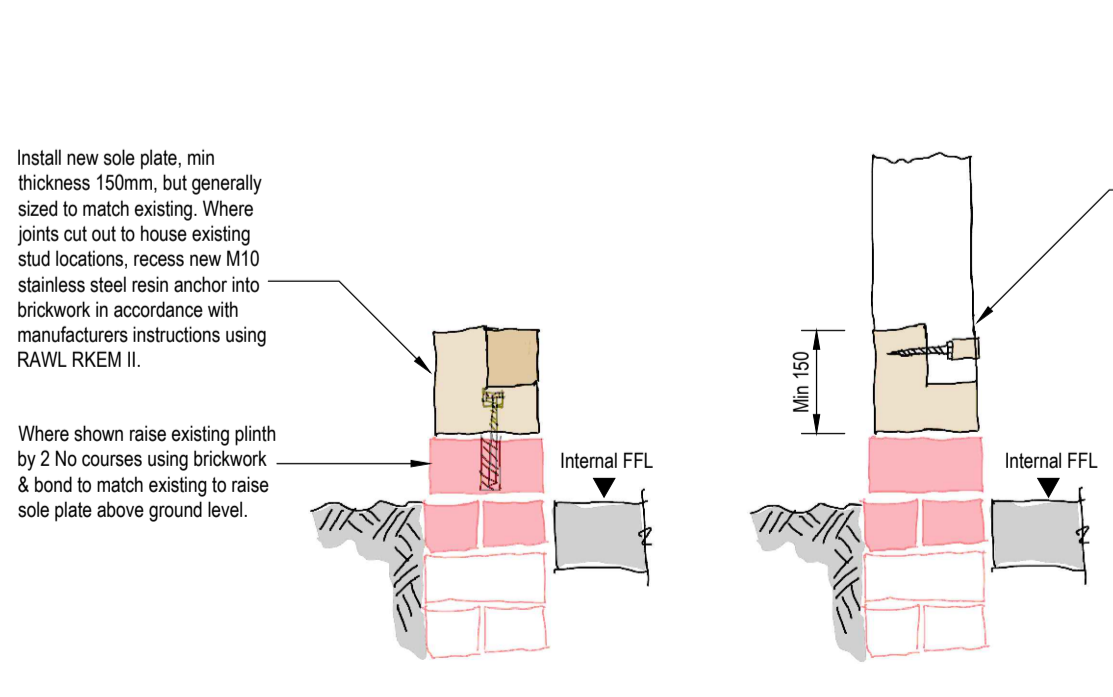 Install new sole plate, min
thickness 150mm, but generally
sized to match existing. Where
joints cut out to house existing
stud locations, recess new M10
stainless steel resin anchor into
brickwork in accordance with
manufacturers instructions using
RAWL RKEM II.
Where shown raise existing plinth
by 2 No courses using brickwork
& bond to match existing to raise
sole plate above ground level.
Internal FFL
Min 150
Internal FFL